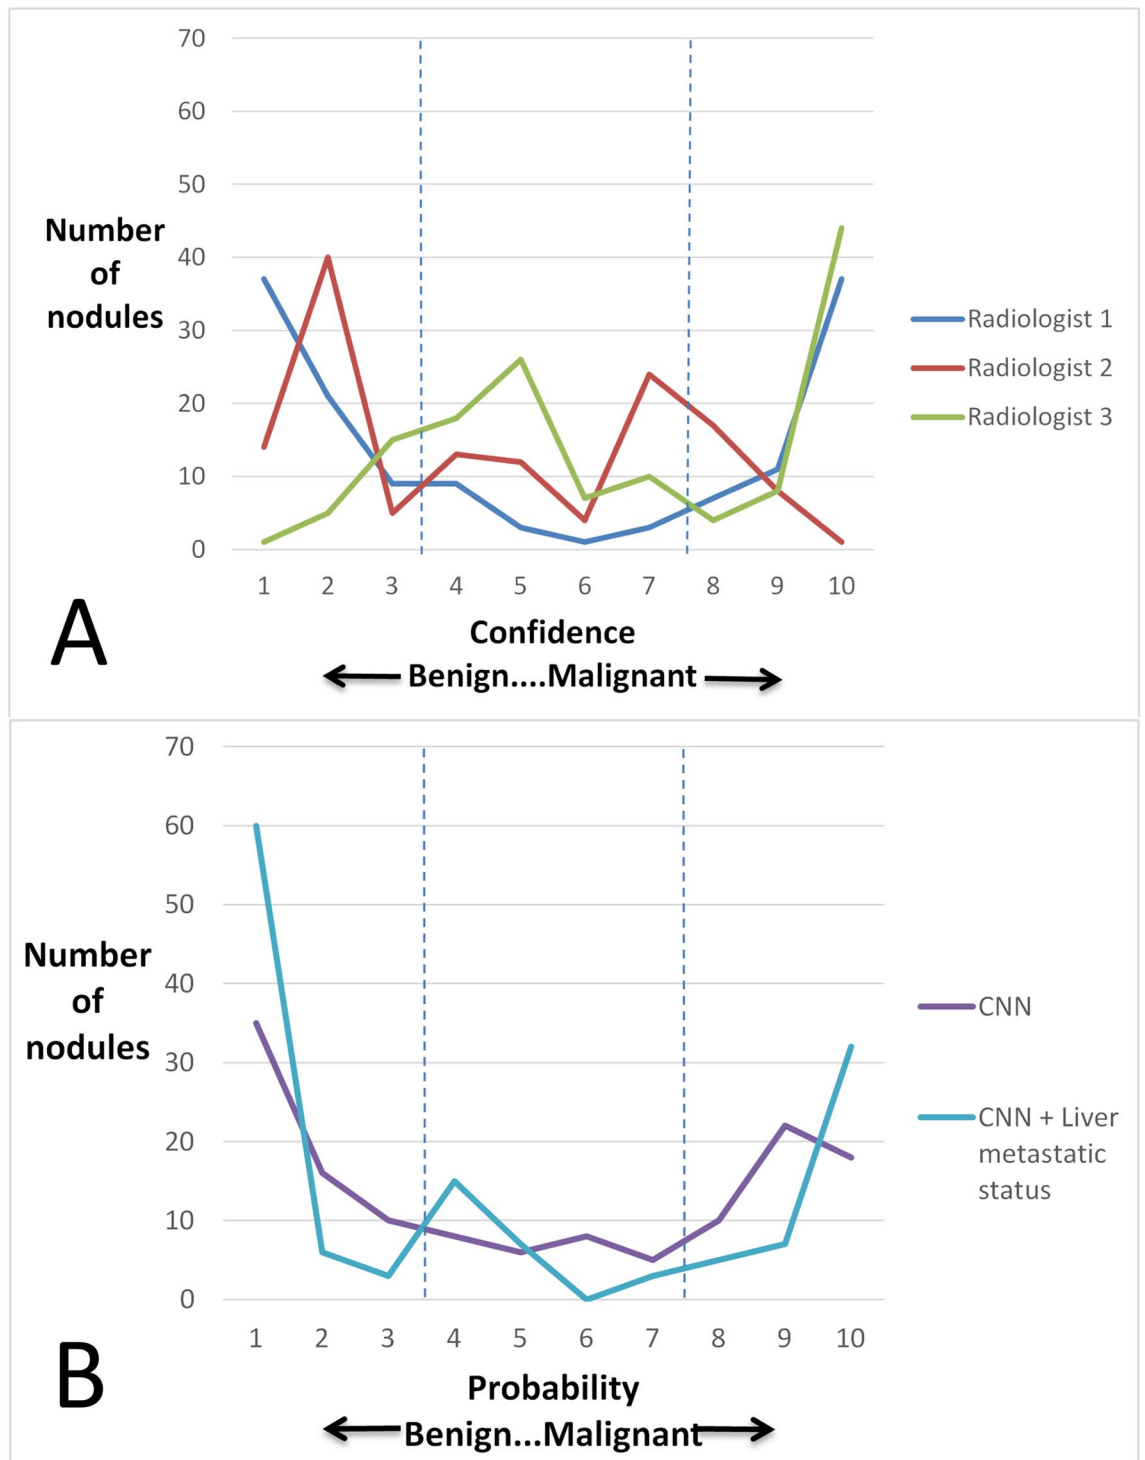 70
60
50
40
30
20
10
0
Number
of
nodules
1 2 3 4 5 6 7 8 9 10
Confidence
Benign....Malignant
Radiologist 1
Radiologist 2
Radiologist 3
A
70
60
50
40
30
20
10
0
Number
of
nodules
1 2 3 4 5 6 7 8 9 10
Probability
Benign...Malignant
CNN
CNN + Liver
metastatic
status
B